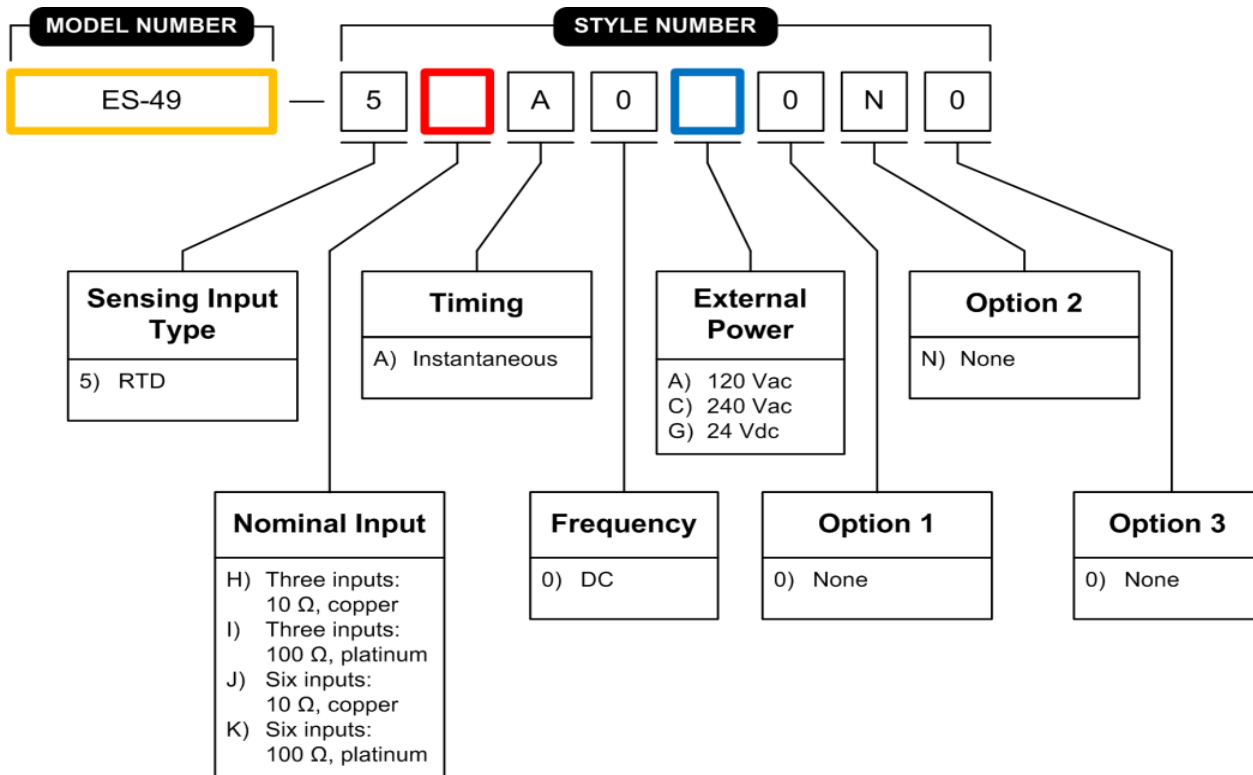 MODEL NUMBER
STYLE NUMBER
ES-49 — 5 A 0 0 N 0
Sensing Input
Type
5) RTD
Timing
A) Instantaneous
External
Power
A) 120 Vac
C) 240 Vac
G) 24 Vdc
Option 2
N) None
Nominal Input
H) Three inputs:
10 Ω, copper
I) Three inputs:
100 Ω, platinum
J) Six inputs:
10 Ω, copper
K) Six inputs:
100 Ω, platinum
Frequency
0) DC
Option 1
0) None
Option 3
0) None